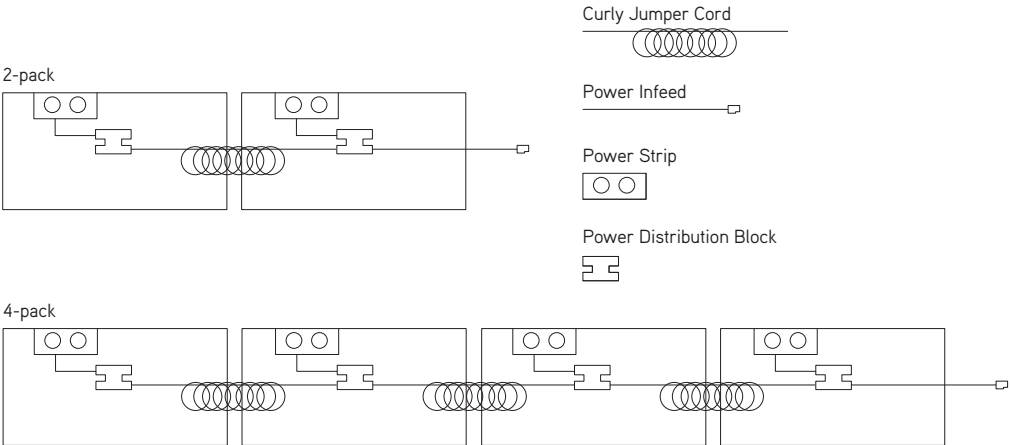 Curly Jumper Cord
2-pack
Power Infeed
Power Strip
Power Distribution Block
4-pack